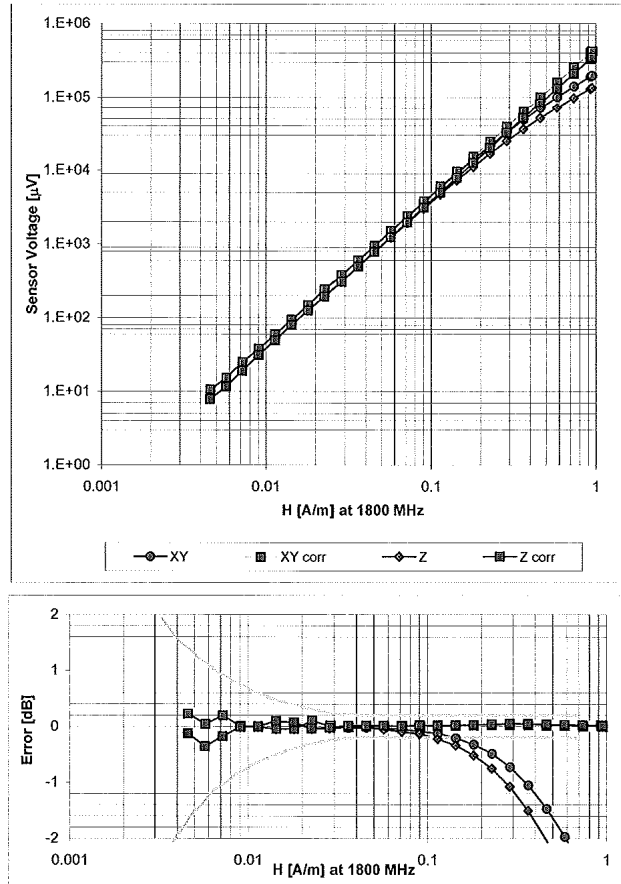 1.E+06
1.E+05
1.E+04
1.E+03
1.E+02
1.E+01
1.E+00
Sensor Voltage [µV]
0.001 0.01 0.1 1
H [A/m] at 1800 MHz
XY XY corr Z Z corr
2
1
0
-1
-2
Error [dB]
0.001 0.01 0.1 1
H [A/m] at 1800 MHz